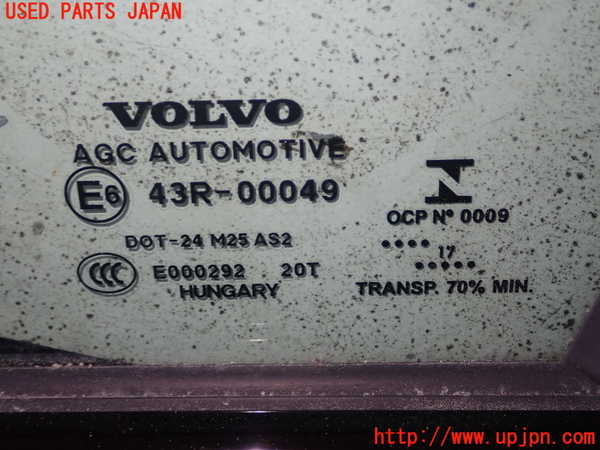 USED PARTS JAPAN
VOLVO
AGC AUTOMOTIVE
E6 43R-00049
DOT-24 M25 AS2
CCC E000292 20T
HUNGARY
N
OCP Nº 0009
••••
17
•••••
TRANSP. 70% MIN.
http://www.upjpn.com/